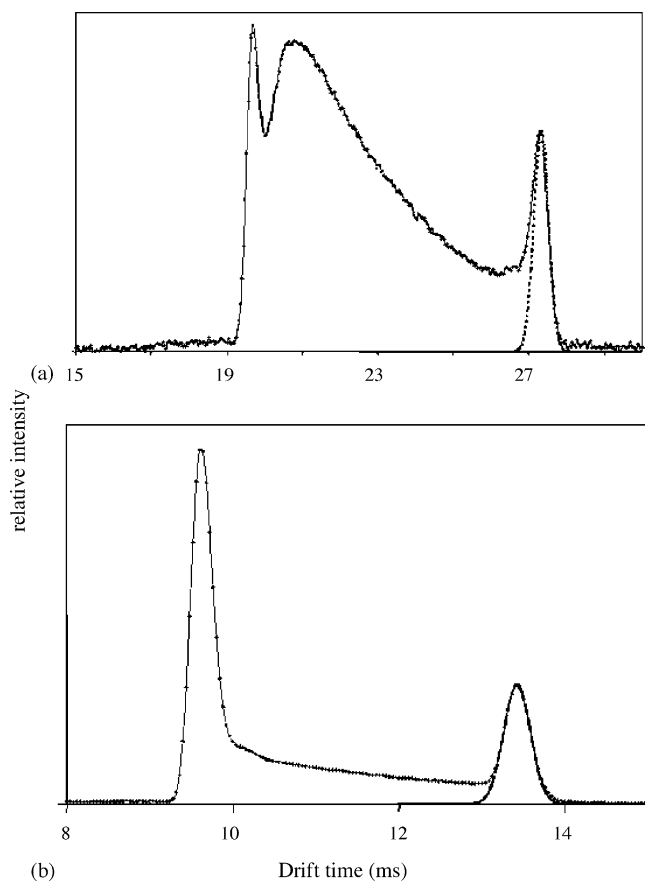 (a)
15 19 23 27
relative intensity
8 10 12 14
(b) Drift time (ms)